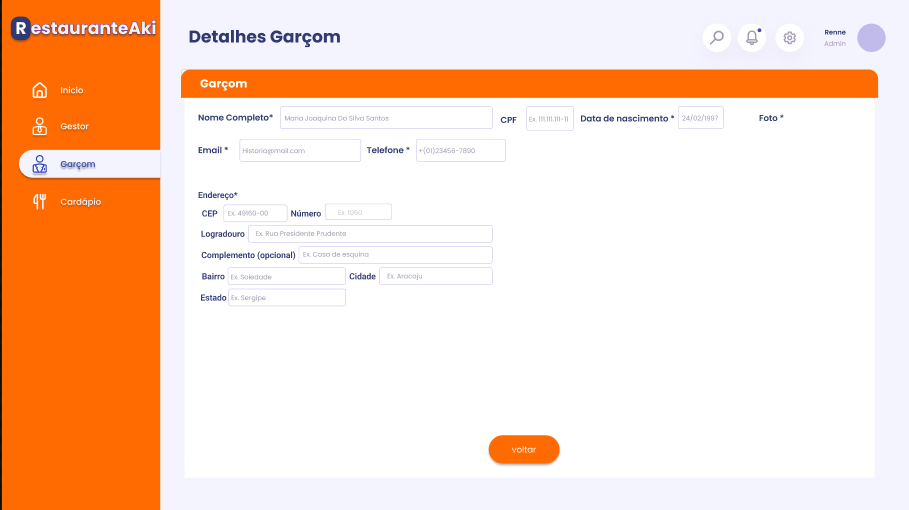 RestauranteAki
Detalhes Garçom
Renne
Admin
Início
Gestor
Garçom
Cardápio
Garçom
Nome Completo* Maria Joaquina Da Silva Santos CPF Ex. 111.111.111-11 Data de nascimento * 24/02/1997 Foto *
Email * Historia@mail.com Telefone * +(01)23456-7890
Endereço*
CEP Ex. 49160-00 Número Ex. 1050
Logradouro Ex. Rua Presidente Prudente
Complemento (opcional) Ex. Casa de esquina
Bairro Ex. Soledade Cidade Ex. Aracaju
Estado Ex. Sergipe
voltar